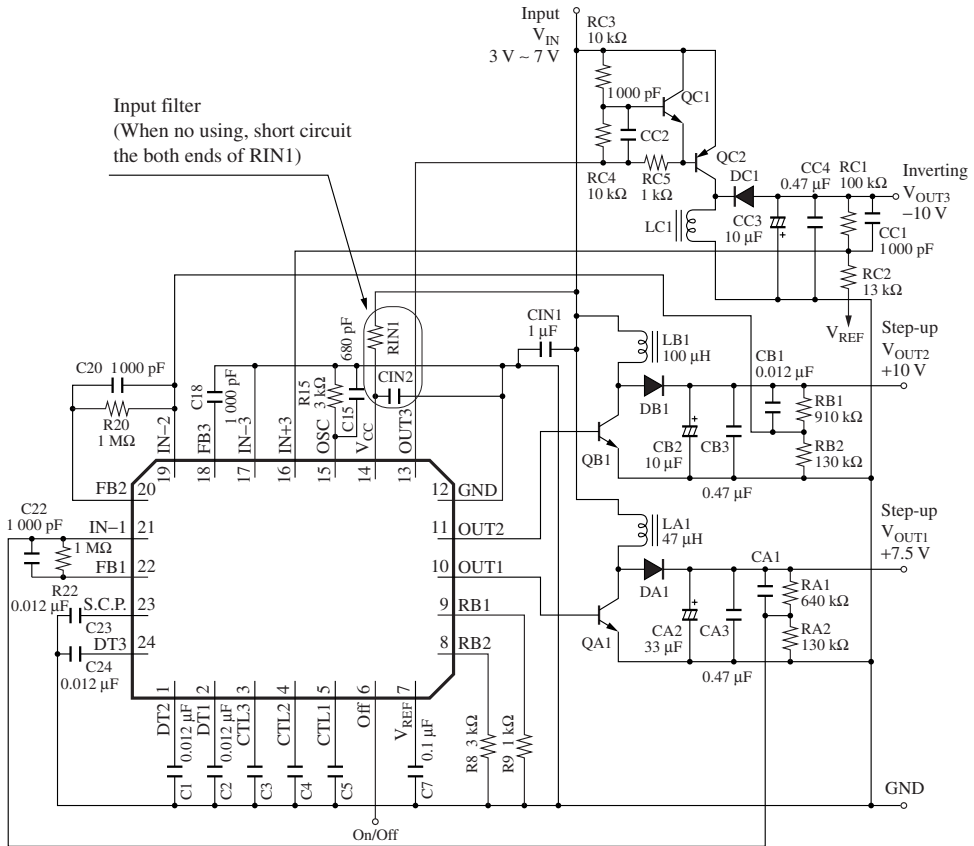 Input
V_IN
3 V ~ 7 V
RC3
10 kΩ
1 000 pF
QC1
CC2
RC4
10 kΩ
RC5
1 kΩ
QC2
DC1
LC1
CC3
10 µF
+
CC4
0.47 µF
RC1
100 kΩ
CC1
1 000 pF
RC2
13 kΩ
V_REF
Inverting
V_OUT3
−10 V
Input filter
(When no using, short circuit
the both ends of RIN1)
RIN1
CIN2
CIN1
1 µF
C20 1 000 pF
R20
1 MΩ
C18
1 000 pF
R15
3 kΩ
680 pF
C15
LB1
100 µH
DB1
QB1
CB2
10 µF
+
CB3
0.47 µF
CB1
0.012 µF
RB1
910 kΩ
RB2
130 kΩ
Step-up
V_OUT2
+10 V
LA1
47 µH
DA1
QA1
CA2
33 µF
+
CA3
0.47 µF
CA1
RA1
640 kΩ
RA2
130 kΩ
Step-up
V_OUT1
+7.5 V
19 IN−2
18 FB3
17 IN−3
16 IN+3
15 OSC
14 V_CC
13 OUT3
12 GND
11 OUT2
10 OUT1
9 RB1
8 RB2
FB2 20
IN−1 21
FB1 22
S.C.P. 23
DT3 24
C22
1 000 pF
1 MΩ
R22
0.012 µF
C23
C24
0.012 µF
1 DT2
2 DT1
3 CTL3
4 CTL2
5 CTL1
6 Off
7 V_REF
0.012 µF
C1
0.012 µF
C2
C3
C4
C5
0.1 µF
C7
R8 3 kΩ
R9 1 kΩ
GND
On/Off